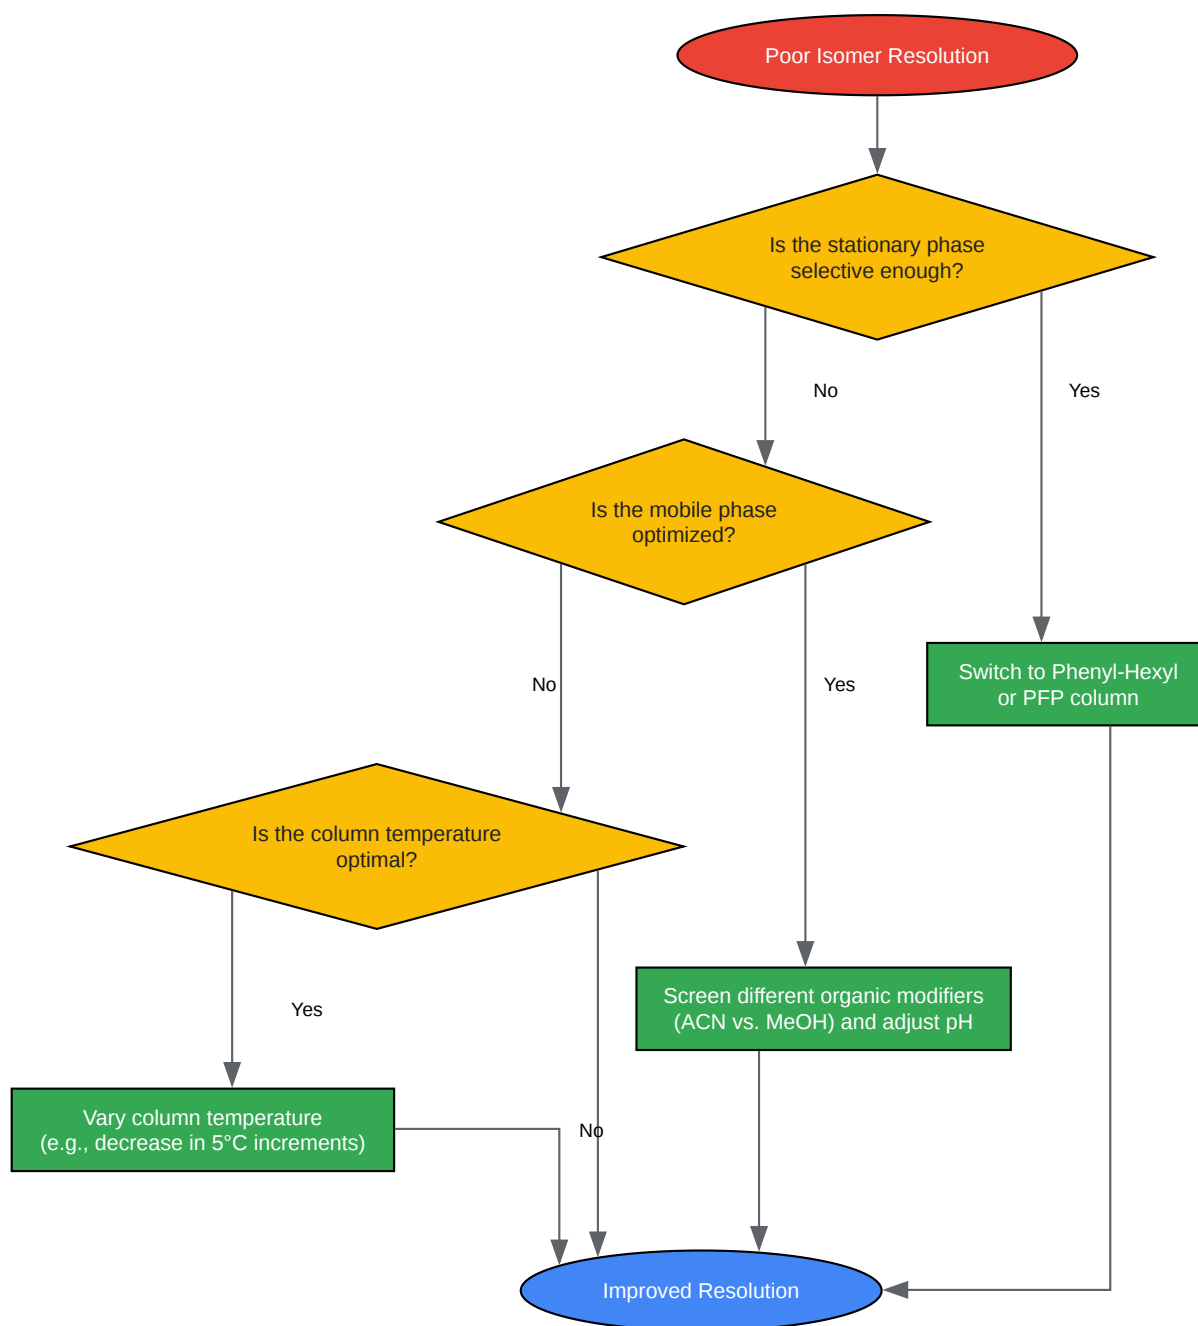 Poor Isomer Resolution
Is the stationary phase
selective enough?
No
Yes
Is the mobile phase
optimized?
No
Yes
Switch to Phenyl-Hexyl
or PFP column
Is the column temperature
optimal?
Yes
Screen different organic modifiers
(ACN vs. MeOH) and adjust pH
Vary column temperature
(e.g., decrease in 5°C increments)
No
Improved Resolution